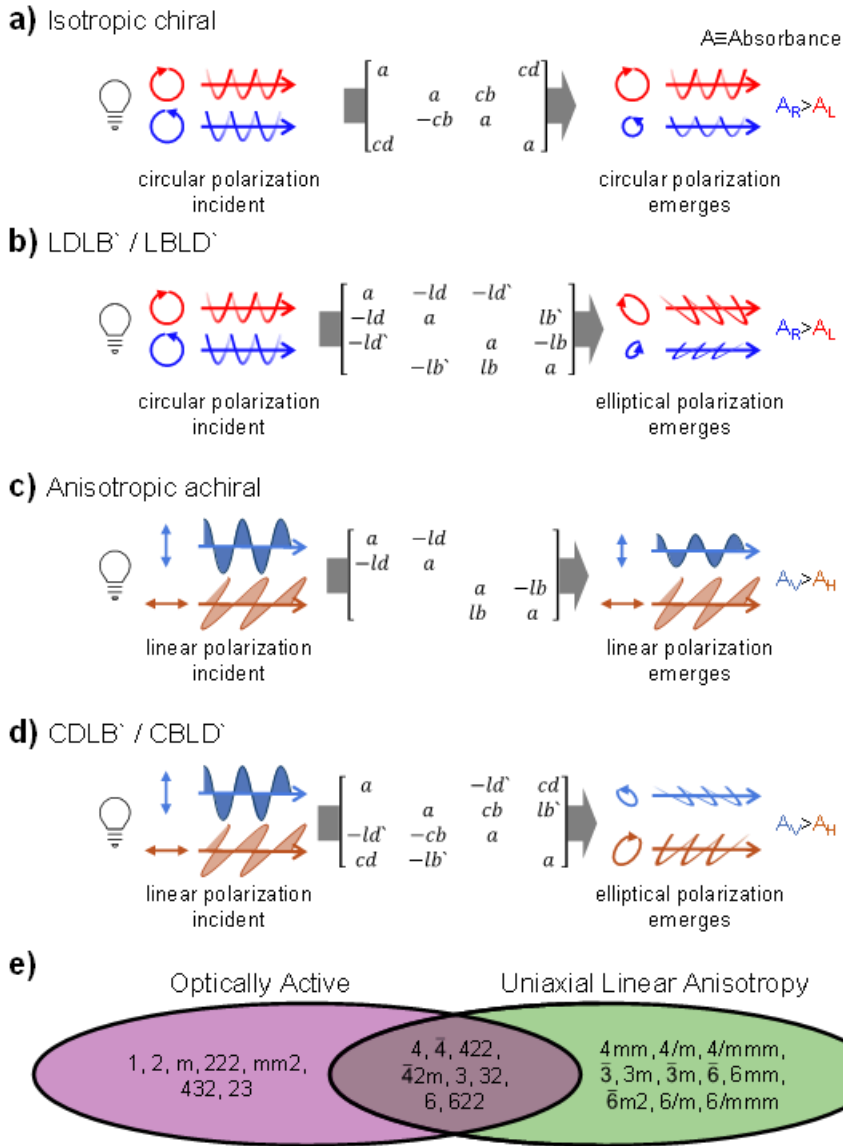 a) Isotropic chiral
A≡Absorbance
a cd
a cb
-cb a
cd a
A_R>A_L
circular polarization incident
circular polarization emerges
b) LDLB` / LBLD`
a -ld -ld`
-ld a lb`
-ld` a -lb
-lb` lb a
A_R>A_L
circular polarization incident
elliptical polarization emerges
c) Anisotropic achiral
a -ld
-ld a
a -lb
lb a
A_V>A_H
linear polarization incident
linear polarization emerges
d) CDLB` / CBLD`
a -ld` cd
a cb lb`
-ld` -cb a
cd -lb` a
A_V>A_H
linear polarization incident
elliptical polarization emerges
e)
Optically Active
Uniaxial Linear Anisotropy
1, 2, m, 222, mm2,
432, 23
4, 4̅, 422,
4̅2m, 3, 32,
6, 622
4mm, 4/m, 4/mmm,
3̅, 3m, 3̅m, 6̅, 6mm,
6̅m2, 6/m, 6/mmm